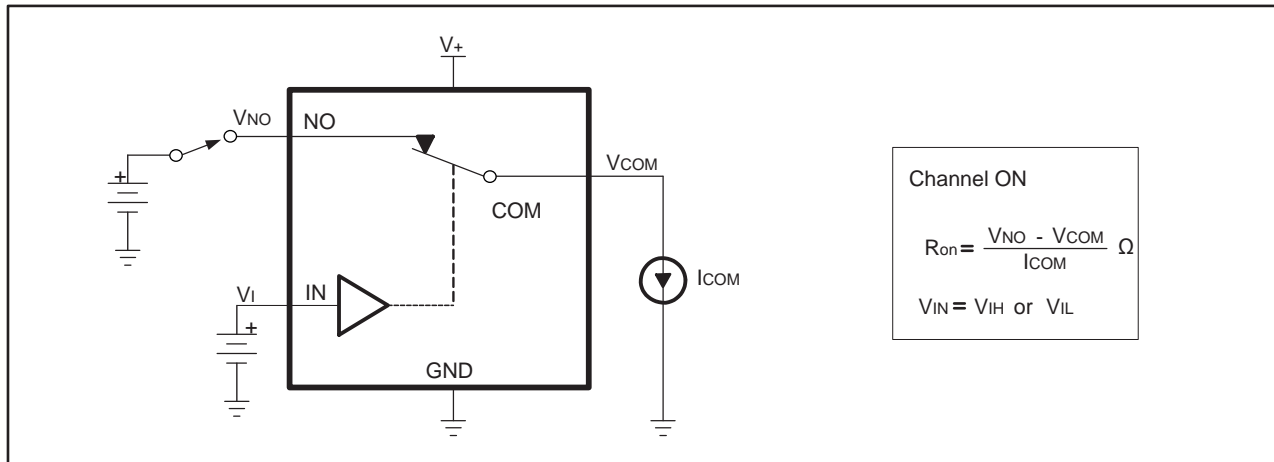 V+
VNO
NO
VCOM
COM
+
VI
IN
+
ICOM
GND
Channel ON
Ron = VNO - VCOM
ICOM Ω
VIN = VIH or VIL